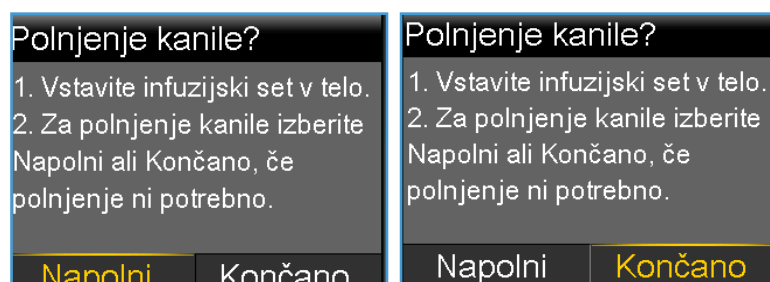 Polnjenje kanile?
1. Vstavite infuzijski set v telo.
2. Za polnjenje kanile izberite
Napolni ali Končano, če
polnjenje ni potrebno.
Napolni Končano
Polnjenje kanile?
1. Vstavite infuzijski set v telo.
2. Za polnjenje kanile izberite
Napolni ali Končano, če
polnjenje ni potrebno.
Napolni Končano